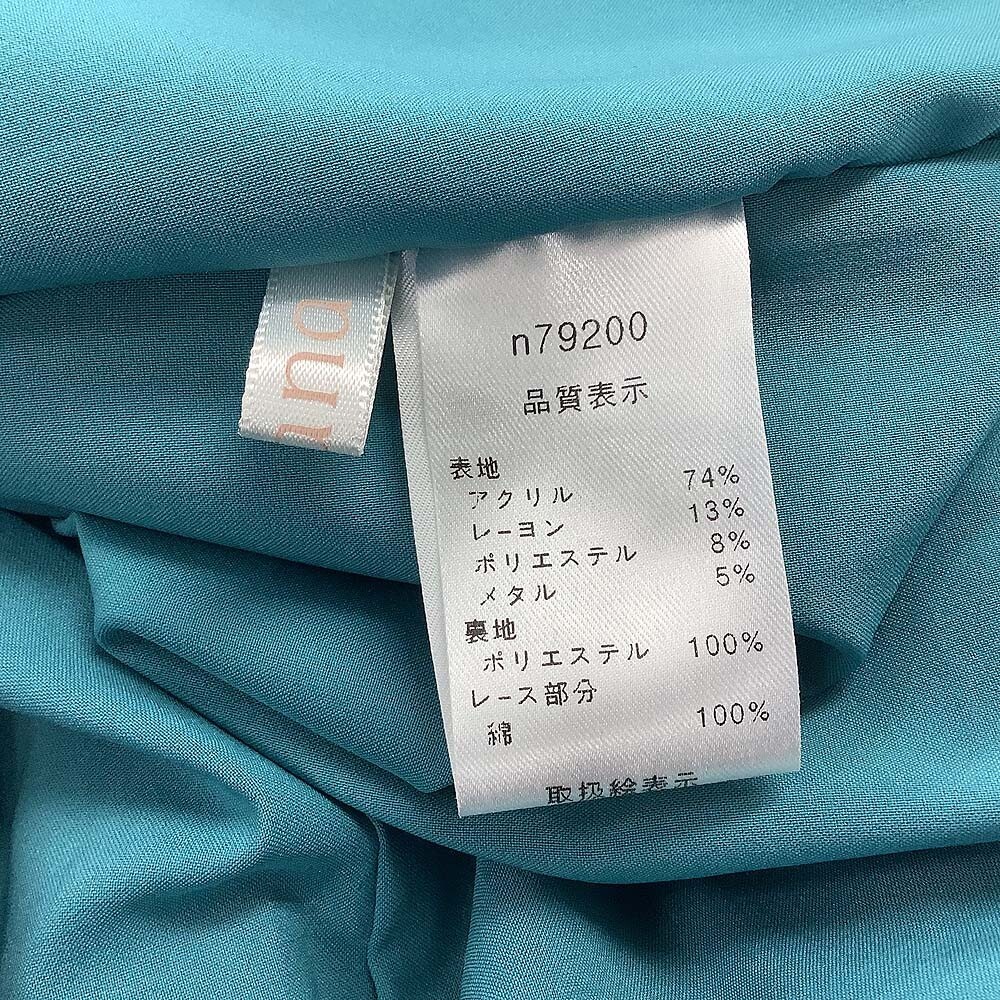 n79200
品質表示
表地
アクリル 74%
レーヨン 13%
ポリエステル 8%
メタル 5%
裏地
ポリエステル 100%
レース部分
綿 100%
取扱絵表示